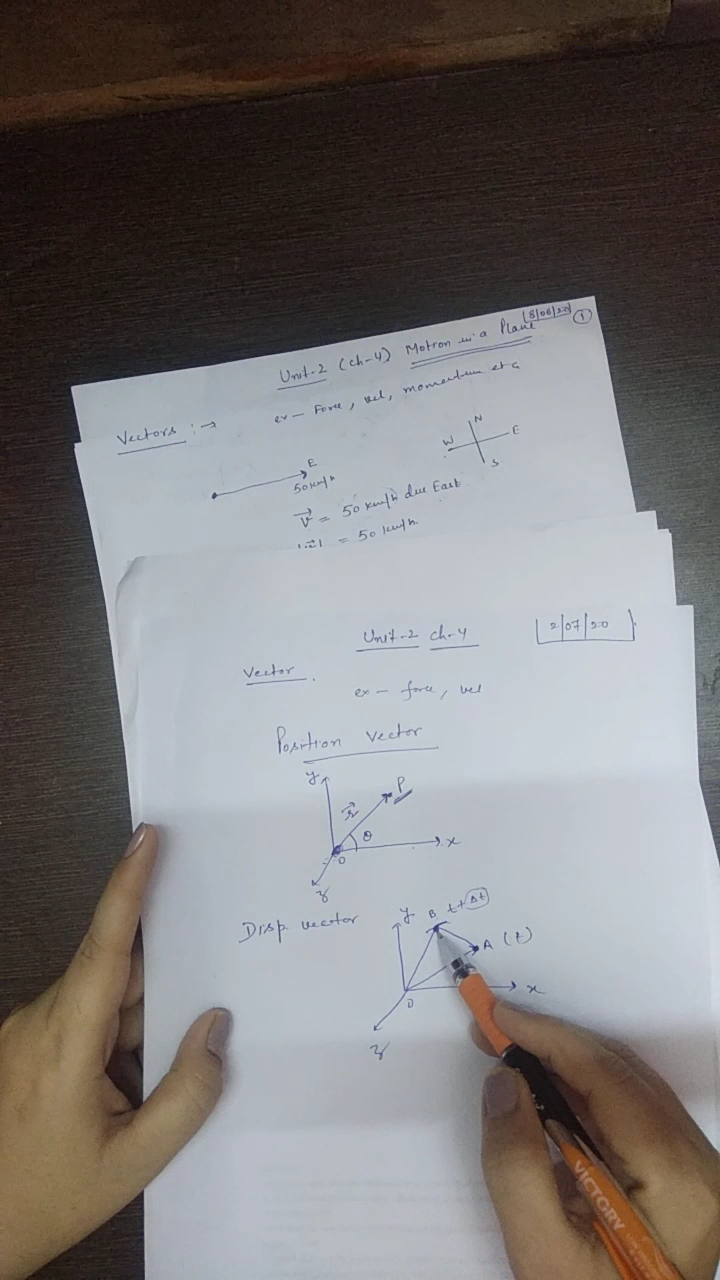 18/06/20 1
Unit-2 (ch-4) Motion in a Plane
Vectors :→ ex- Force, vel, momentum etc
E
50 km/h
N
W E
S
V = 50 km/h due East
|v| = 50 km/h
Unit-2 ch-4 2/07/20
Vector.
ex - force, vel
Position vector
y
P
r
θ
O x
z
Disp. vector
y B t+Δt
A (t)
O x
z
VICTORY